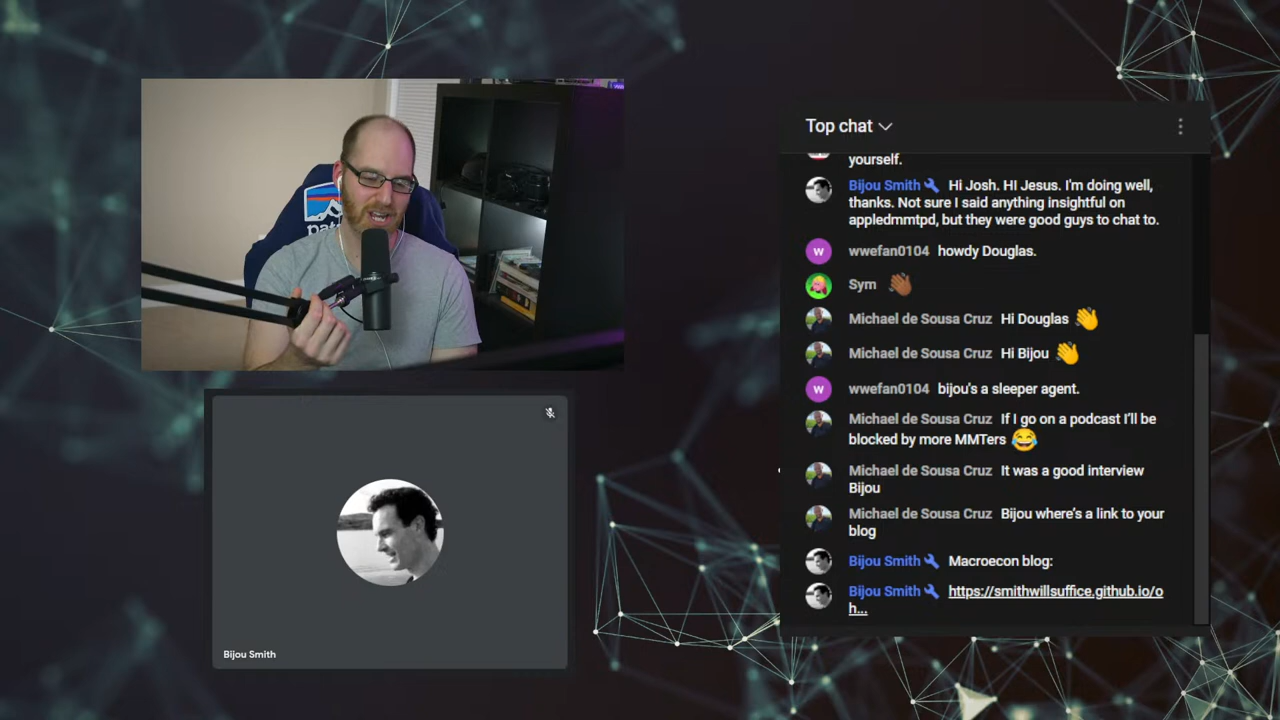 pat
Bijou Smith
Top chat
yourself.
Bijou Smith Hi Josh. HI Jesus. I'm doing well,
thanks. Not sure I said anything insightful on
appledmmtpd, but they were good guys to chat to.
W wwefan0104 howdy Douglas.
Sym 👋🏾
Michael de Sousa Cruz Hi Douglas 👋
Michael de Sousa Cruz Hi Bijou 👋
W wwefan0104 bijou's a sleeper agent.
Michael de Sousa Cruz If I go on a podcast I'll be
blocked by more MMTers 😂
Michael de Sousa Cruz It was a good interview
Bijou
Michael de Sousa Cruz Bijou where's a link to your
blog
Bijou Smith Macroecon blog:
Bijou Smith https://smithwillsuffice.github.io/o
h...